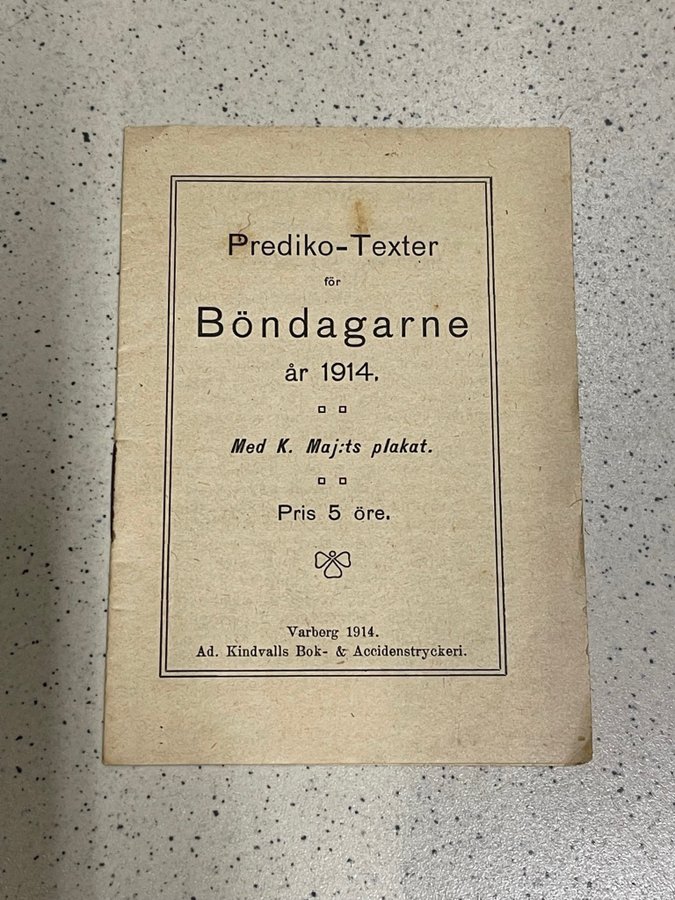 Prediko-Texter
för
Böndagarne
år 1914.
Med K. Maj:ts plakat.
Pris 5 öre.
Varberg 1914.
Ad. Kindvalls Bok- & Accidenstryckeri.